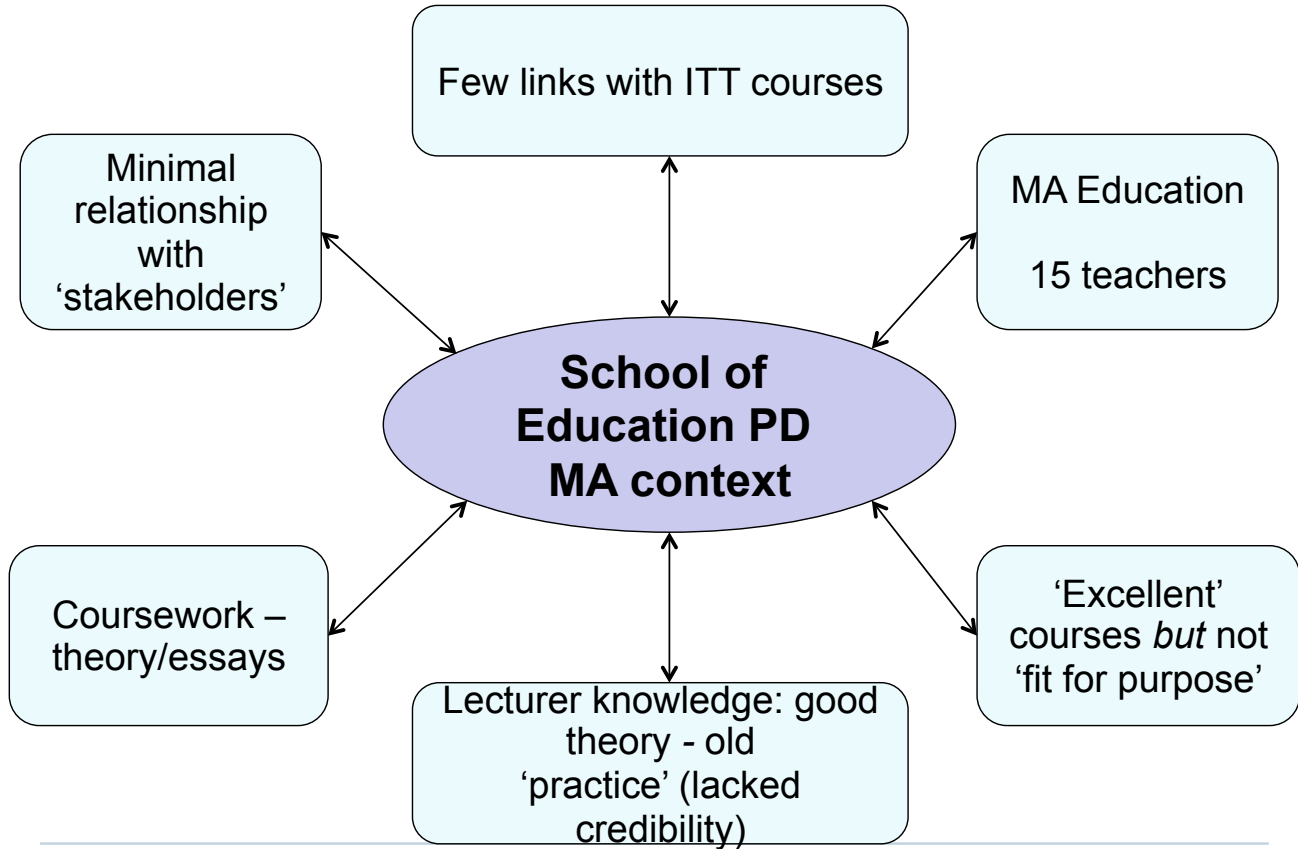 Few links with ITT courses
Minimal
relationship
with
‘stakeholders’
MA Education
15 teachers
School of
Education PD
MA context
Coursework –
theory/essays
‘Excellent’
courses but not
‘fit for purpose’
Lecturer knowledge: good
theory - old
‘practice’ (lacked
credibility)